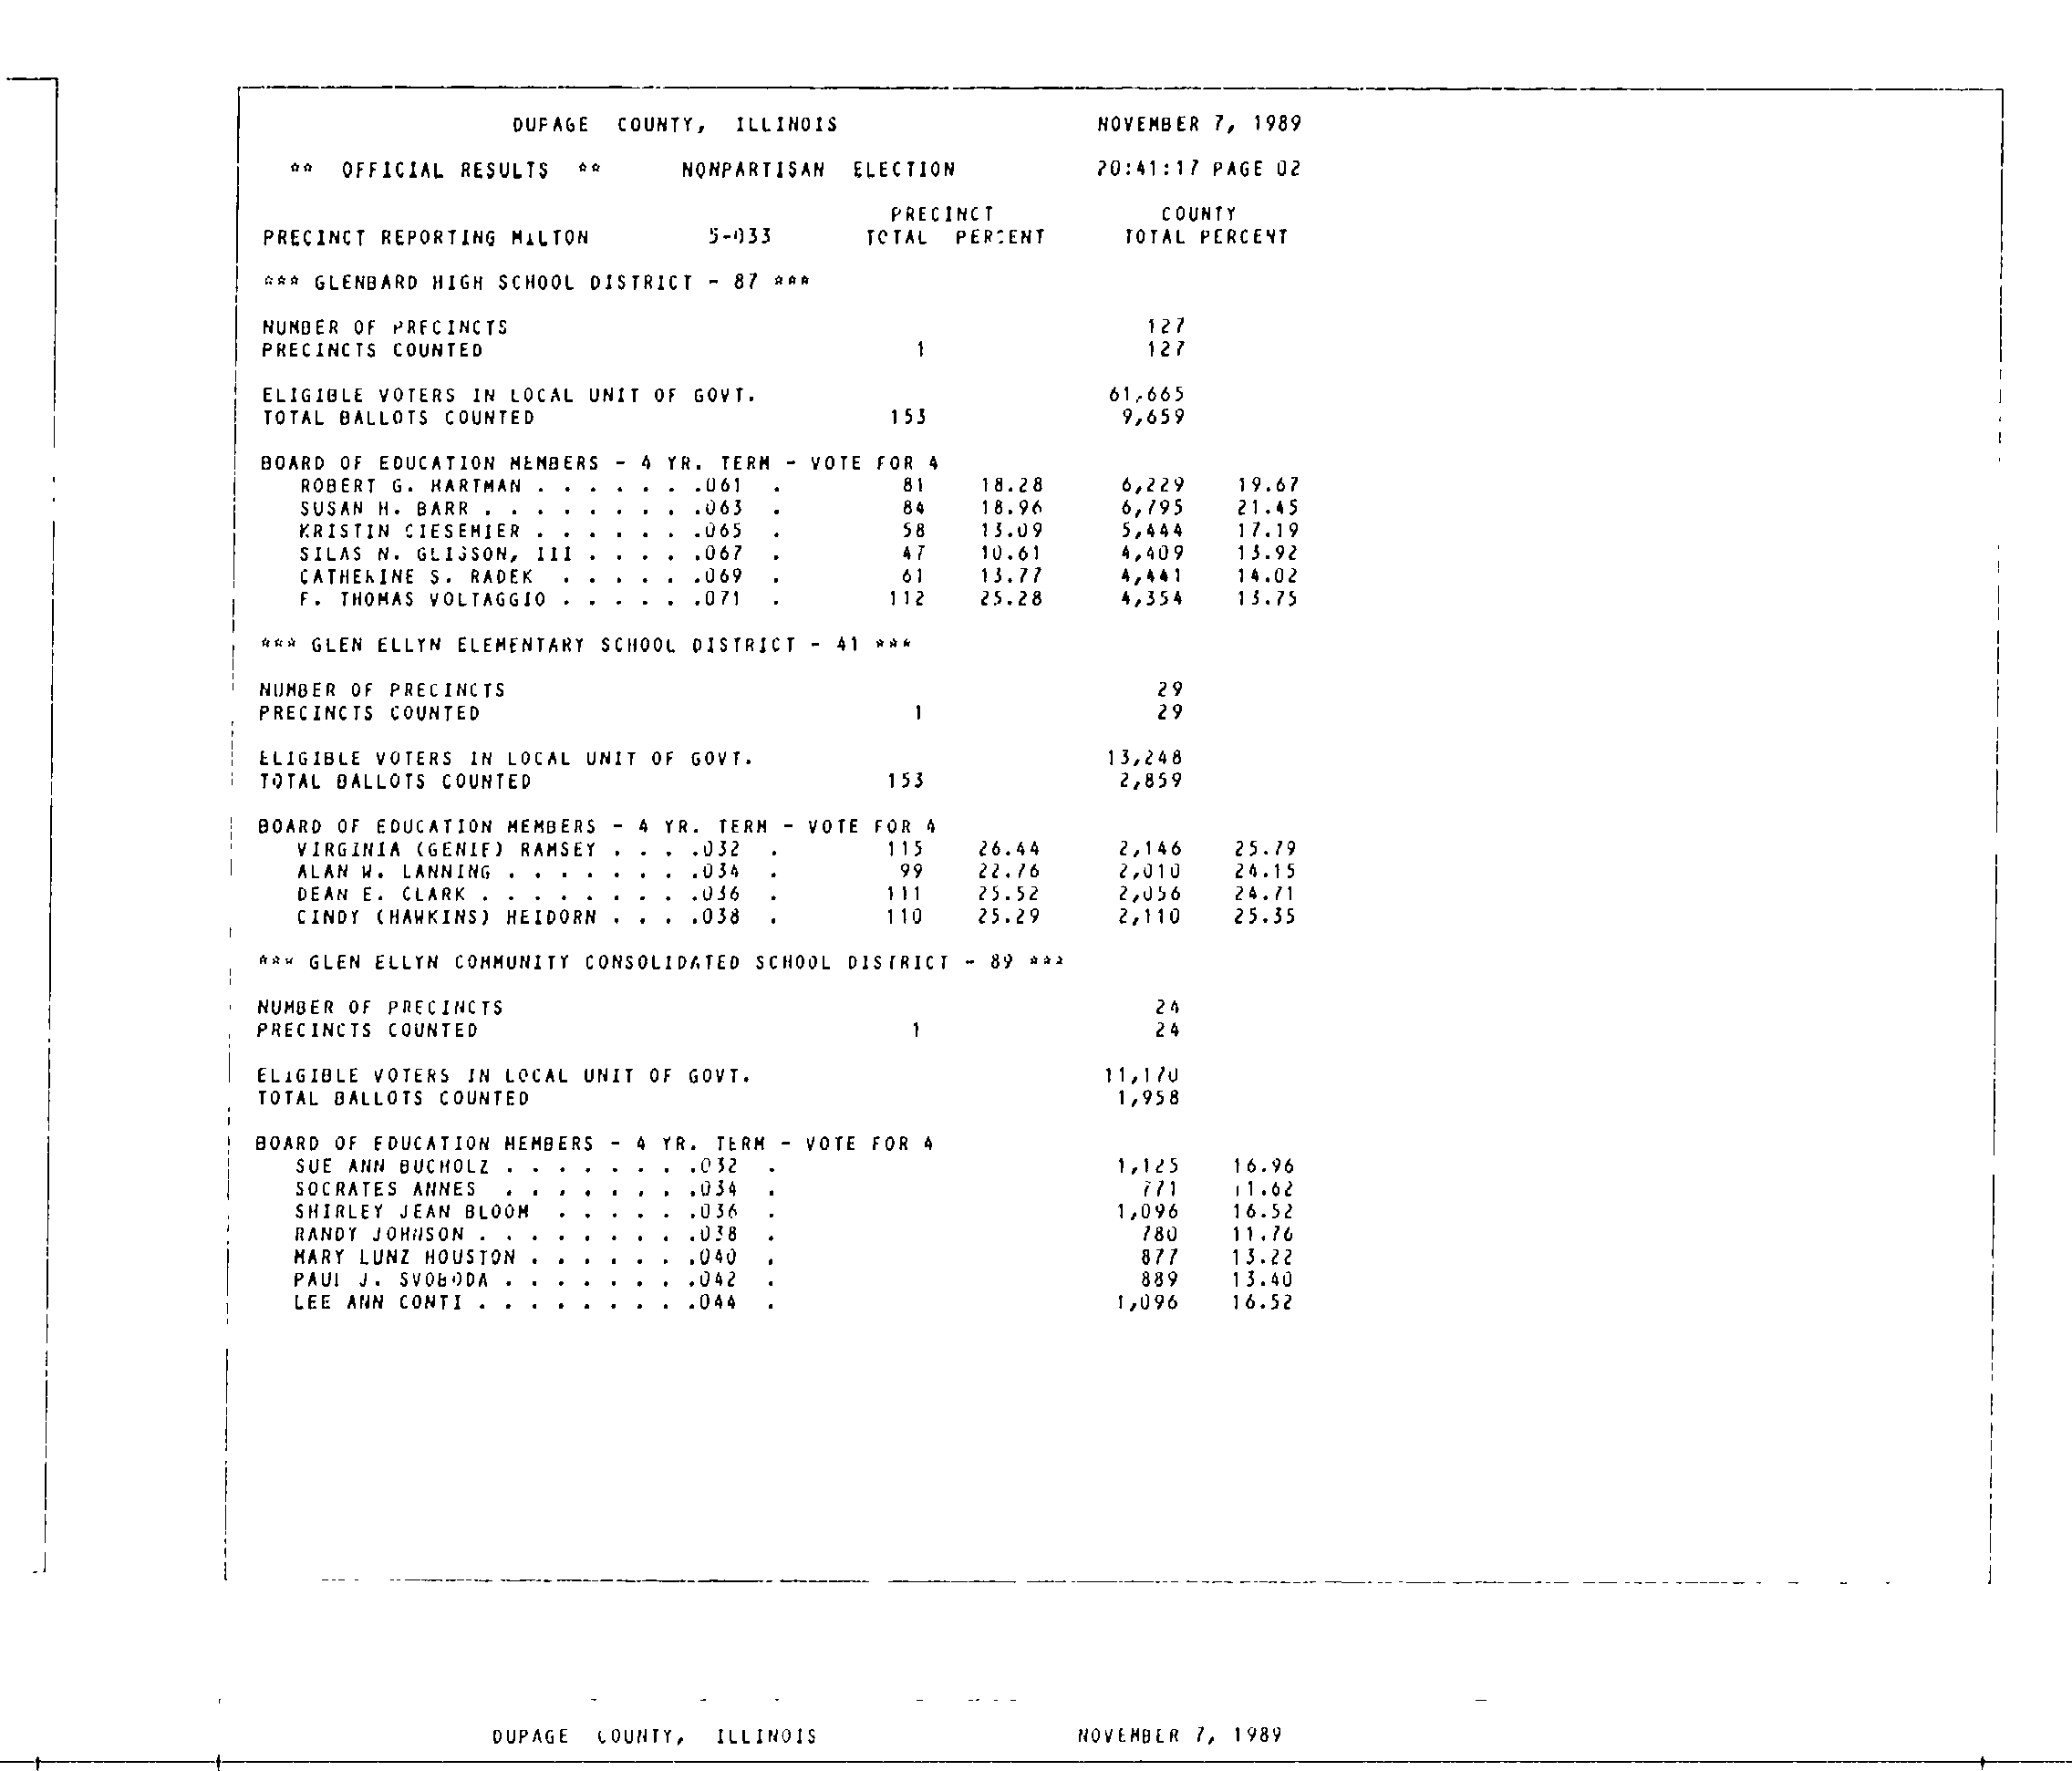 DUPAGE COUNTY, ILLINOIS NOVEMBER 7, 1989
** OFFICIAL RESULTS ** NONPARTISAN ELECTION 20:41:17 PAGE 02
PRECINCT COUNTY
PRECINCT REPORTING MILTON 5-033 TOTAL PERCENT TOTAL PERCENT
*** GLENBARD HIGH SCHOOL DISTRICT - 87 ***
NUMBER OF PRECINCTS 127
PRECINCTS COUNTED 1 127
ELIGIBLE VOTERS IN LOCAL UNIT OF GOVT. 61,665
TOTAL BALLOTS COUNTED 153 9,659
BOARD OF EDUCATION MEMBERS - 4 YR. TERM - VOTE FOR 4
ROBERT G. HARTMAN . . . . . . .061 . 81 18.28 6,229 19.67
SUSAN H. BARR . . . . . . . . .063 . 84 18.96 6,795 21.45
KRISTIN CIESEMIER . . . . . . .065 . 58 13.09 5,444 17.19
SILAS N. GLISSON, III . . . . .067 . 47 10.61 4,409 13.92
CATHERINE S. RADEK . . . . . .069 . 61 13.77 4,441 14.02
F. THOMAS VOLTAGGIO . . . . . .071 . 112 25.28 4,354 13.75
*** GLEN ELLYN ELEMENTARY SCHOOL DISTRICT - 41 ***
NUMBER OF PRECINCTS 29
PRECINCTS COUNTED 1 29
ELIGIBLE VOTERS IN LOCAL UNIT OF GOVT. 13,248
TOTAL BALLOTS COUNTED 153 2,859
BOARD OF EDUCATION MEMBERS - 4 YR. TERM - VOTE FOR 4
VIRGINIA (GENIE) RAMSEY . . . .032 . 115 26.44 2,146 25.79
ALAN W. LANNING . . . . . . . .034 . 99 22.76 2,010 24.15
DEAN E. CLARK . . . . . . . . .036 . 111 25.52 2,056 24.71
CINDY (HAWKINS) HEIDORN . . . .038 . 110 25.29 2,110 25.35
*** GLEN ELLYN COMMUNITY CONSOLIDATED SCHOOL DISTRICT - 89 ***
NUMBER OF PRECINCTS 24
PRECINCTS COUNTED 1 24
ELIGIBLE VOTERS IN LOCAL UNIT OF GOVT. 11,170
TOTAL BALLOTS COUNTED 1,958
BOARD OF EDUCATION MEMBERS - 4 YR. TERM - VOTE FOR 4
SUE ANN BUCHOLZ . . . . . . . .032 . 1,125 16.96
SOCRATES ANNES . . . . . . . .034 . 771 11.62
SHIRLEY JEAN BLOOM . . . . . .036 . 1,096 16.52
RANDY JOHNSON . . . . . . . . .038 . 780 11.76
MARY LUNZ HOUSTON . . . . . . .040 . 877 13.22
PAUL J. SVOBODA . . . . . . . .042 . 889 13.40
LEE ANN CONTI . . . . . . . . .044 . 1,096 16.52
DUPAGE COUNTY, ILLINOIS NOVEMBER 7, 1989